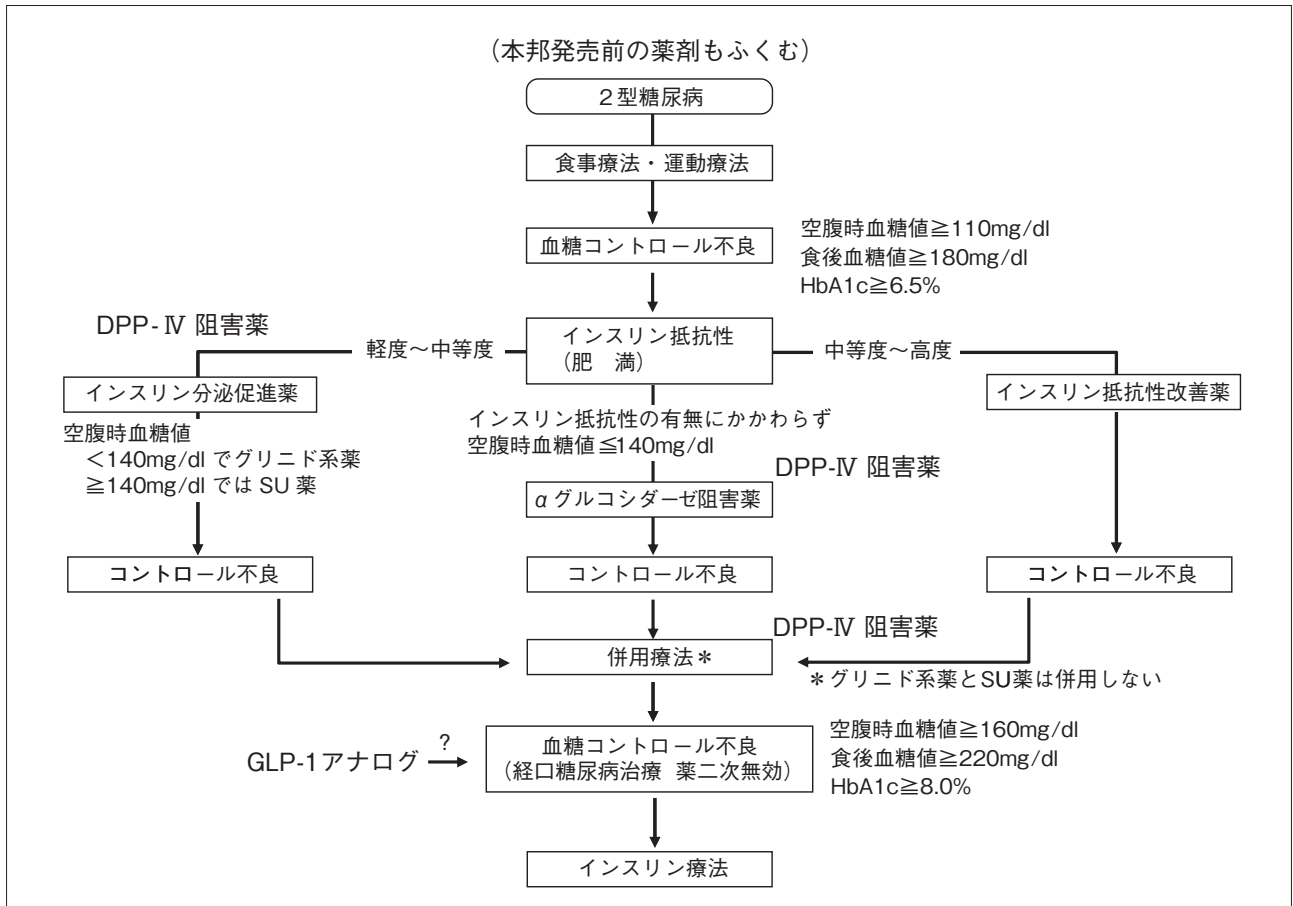 （本邦発売前の薬剤もふくむ）
２型糖尿病
食事療法・運動療法
血糖コントロール不良
空腹時血糖値≧110mg/dl
食後血糖値≧180mg/dl
HbA1c≧6.5%
DPP-Ⅳ 阻害薬
軽度～中等度
インスリン抵抗性
（肥　満）
中等度～高度
インスリン分泌促進薬
空腹時血糖値
＜140mg/dl でグリニド系薬
≧140mg/dl では SU 薬
インスリン抵抗性の有無にかかわらず
空腹時血糖値≦140mg/dl
インスリン抵抗性改善薬
DPP-Ⅳ 阻害薬
αグルコシダーゼ阻害薬
コントロール不良
コントロール不良
コントロール不良
DPP-Ⅳ 阻害薬
併用療法＊
＊グリニド系薬とSU薬は併用しない
GLP-1アナログ
?
血糖コントロール不良
（経口糖尿病治療 薬二次無効）
空腹時血糖値≧160mg/dl
食後血糖値≧220mg/dl
HbA1c≧8.0%
インスリン療法